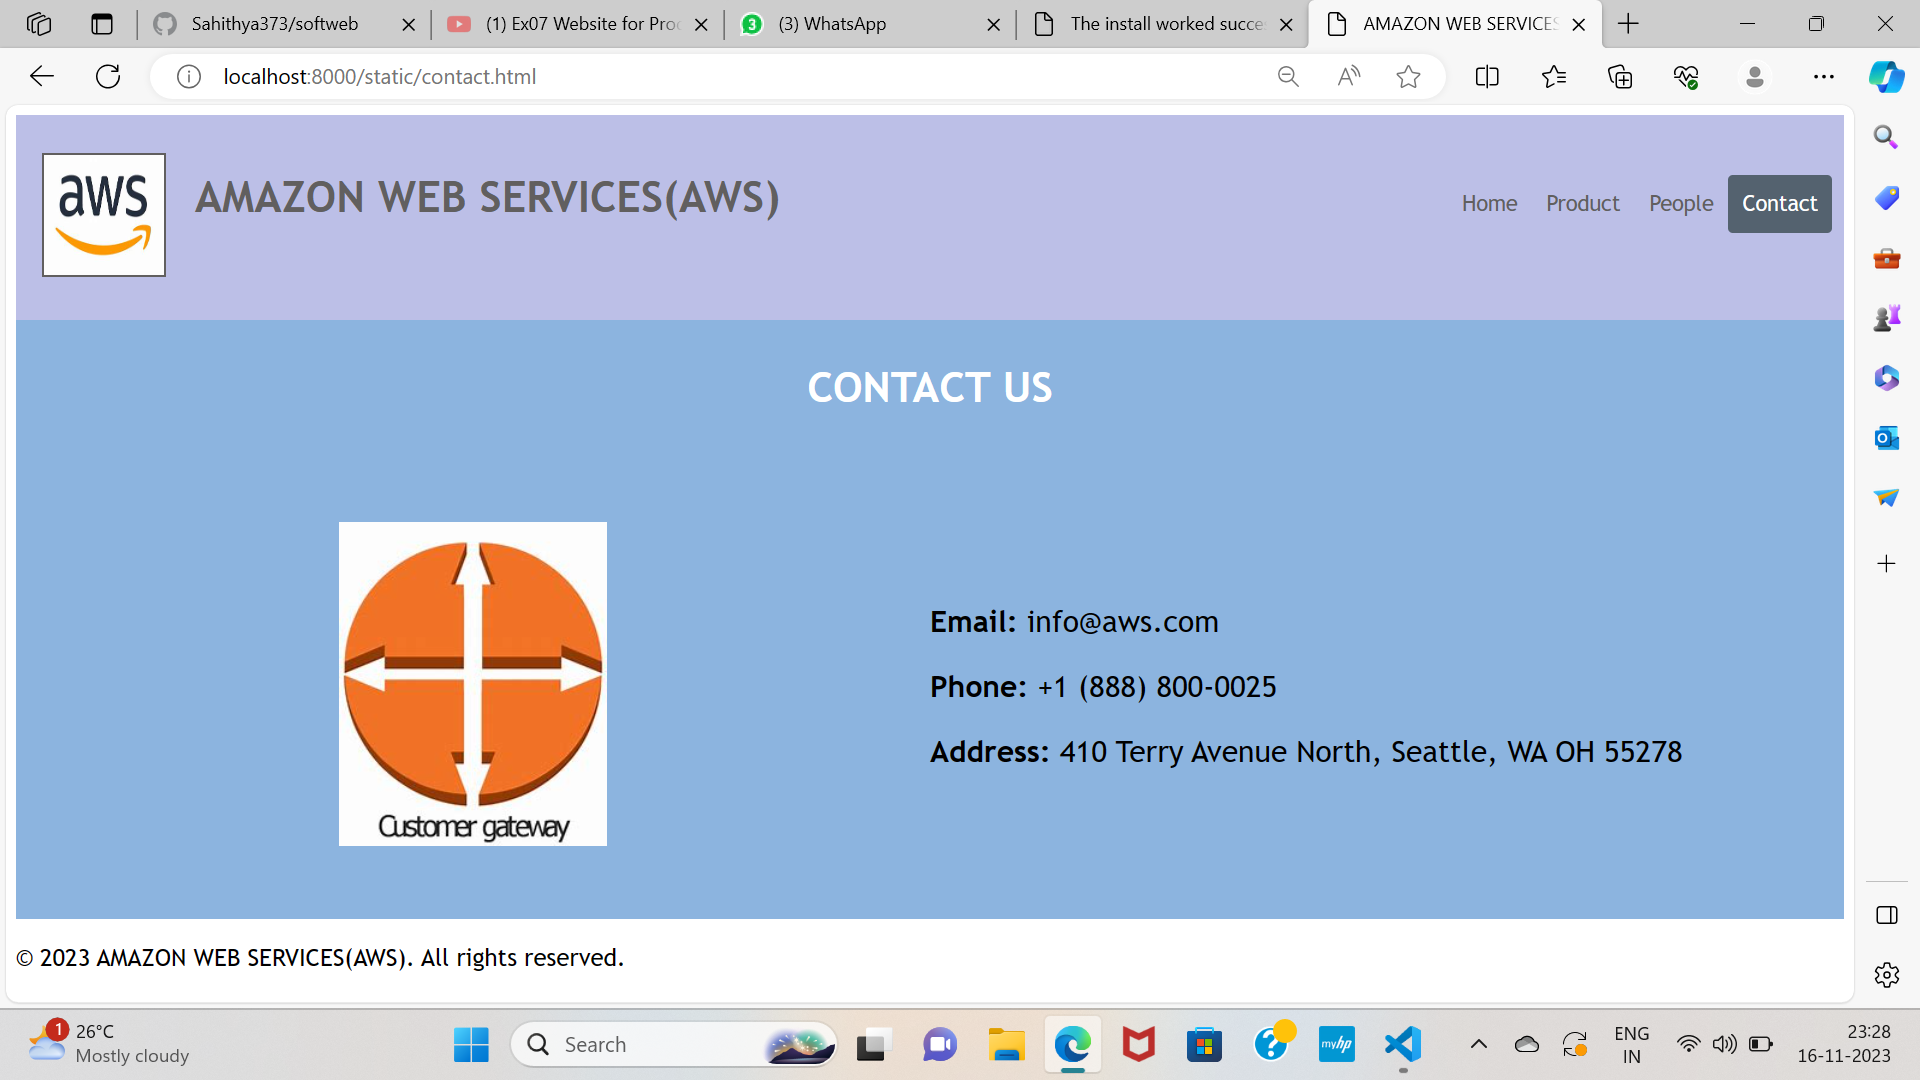 Sahithya373/softweb
(1) Ex07 Website for Proc
3
(3) WhatsApp
The install worked succe
AMAZON WEB SERVICES
localhost:8000/static/contact.html
aws
AMAZON WEB SERVICES(AWS)
Home
Product
People
Contact
CONTACT US
Customer gateway
Email: info@aws.com
Phone: +1 (888) 800-0025
Address: 410 Terry Avenue North, Seattle, WA OH 55278
© 2023 AMAZON WEB SERVICES(AWS). All rights reserved.
1
26°C
Mostly cloudy
Search
myhp
ENG
IN
23:28
16-11-2023